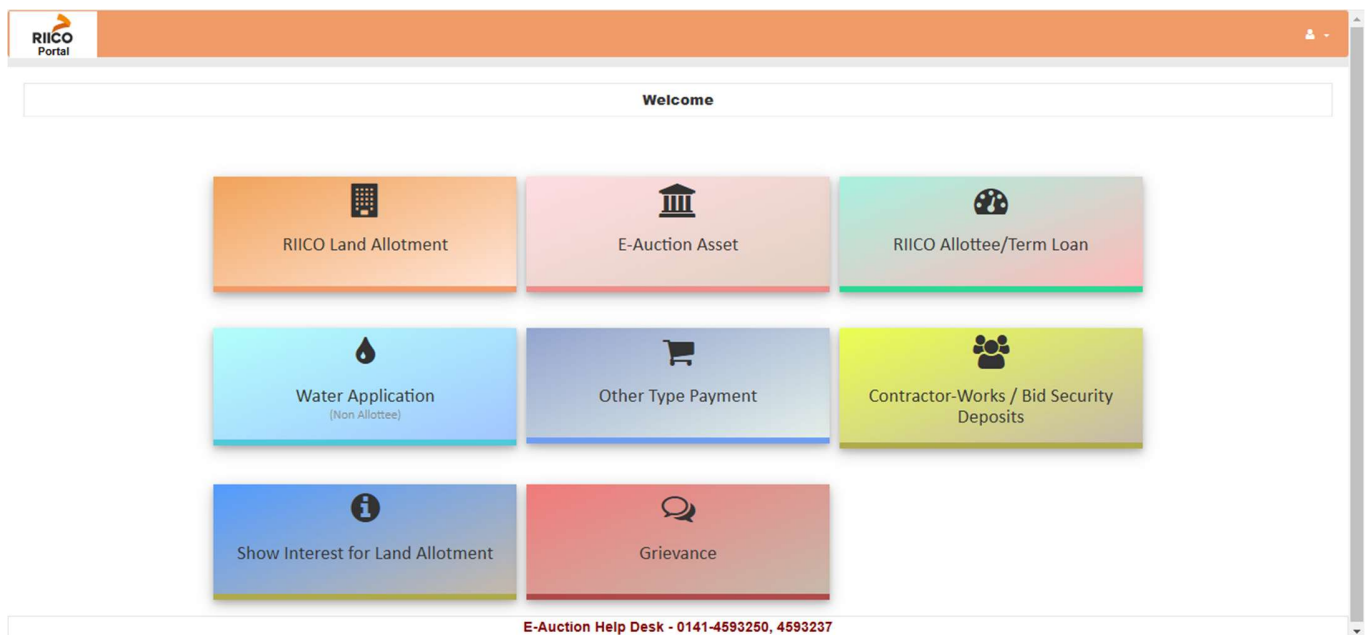 RIICO
Portal
Welcome
RIICO Land Allotment
E-Auction Asset
RIICO Allottee/Term Loan
Water Application
(Non Allottee)
Other Type Payment
Contractor-Works / Bid Security
Deposits
Show Interest for Land Allotment
Grievance
E-Auction Help Desk - 0141-4593250, 4593237